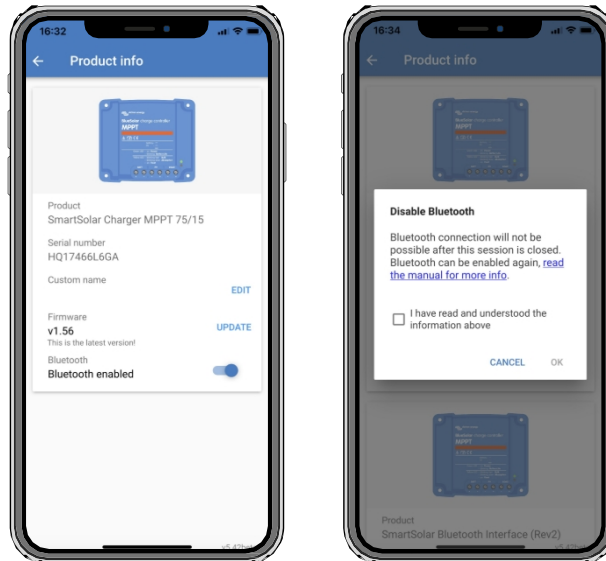 16:32
Product info
MPPT
Product
SmartSolar Charger MPPT 75/15
Serial number
HQ17466L6GA
Custom name
EDIT
Firmware
v1.56
UPDATE
This is the latest version!
Bluetooth
Bluetooth enabled
16:34
Product info
MPPT
Disable Bluetooth
Bluetooth connection will not be
possible after this session is closed.
Bluetooth can be enabled again, read
the manual for more info.
I have read and understood the
information above
CANCEL
OK
MPPT
Product
SmartSolar Bluetooth Interface (Rev2)